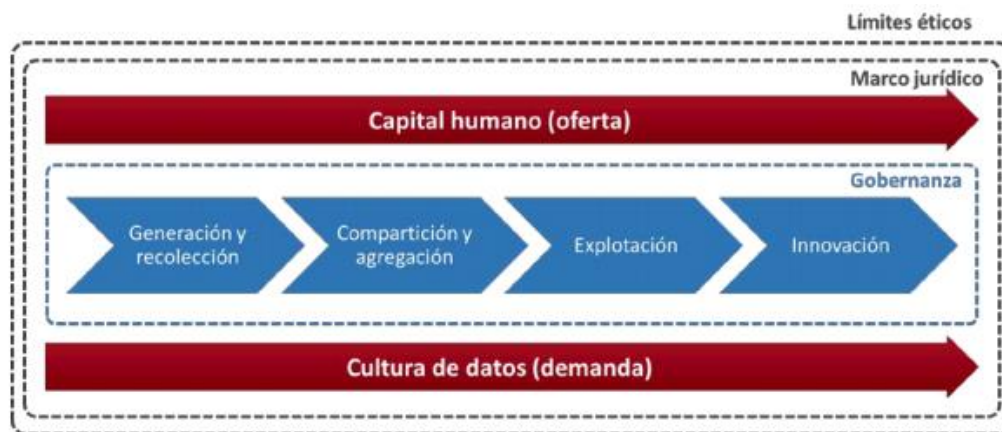 Límites éticos
Marco jurídico
Capital humano (oferta)
Gobernanza
Generación y
recolección
Compartición y
agregación
Explotación
Innovación
Cultura de datos (demanda)